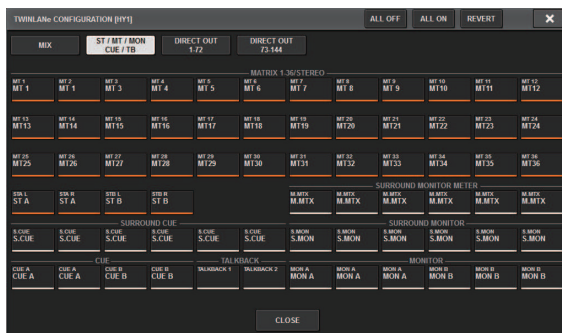 TWINLANe CONFIGURATION [HY1] ALL OFF ALL ON REVERT ×
MIX ST / MT / MON CUE / TB DIRECT OUT 1-72 DIRECT OUT 73-144
MATRIX 1-36/STEREO
MT 1 MT 2 MT 3 MT 4 MT 5 MT 6 MT 7 MT 8 MT 9 MT 10 MT 11 MT 12
MT 1 MT 1 MT 3 MT 4 MT 5 MT 6 MT 7 MT 8 MT 9 MT10 MT11 MT12
MT 13 MT 14 MT 15 MT 16 MT 17 MT 18 MT 19 MT 20 MT 21 MT 22 MT 23 MT 24
MT13 MT14 MT15 MT16 MT17 MT18 MT19 MT20 MT21 MT22 MT23 MT24
MT 25 MT 26 MT 27 MT 28 MT 29 MT 30 MT 31 MT 32 MT 33 MT 34 MT 35 MT 36
MT25 MT26 MT27 MT28 MT29 MT30 MT31 MT32 MT33 MT34 MT35 MT36
SURROUND MONITOR METER
STA L STA R STB L STB R M.MTX M.MTX M.MTX M.MTX M.MTX M.MTX
ST A ST A ST B ST B M.MTX M.MTX M.MTX M.MTX M.MTX M.MTX
SURROUND CUE SURROUND MONITOR
S.CUE S.CUE S.CUE S.CUE S.CUE S.CUE S.MON S.MON S.MON S.MON S.MON S.MON
S.CUE S.CUE S.CUE S.CUE S.CUE S.CUE S.MON S.MON S.MON S.MON S.MON S.MON
CUE TALKBACK MONITOR
CUE A CUE A CUE B CUE B TALKBACK 1 TALKBACK 2 MON A MON A MON A MON B MON B MON B
CUE A CUE A CUE B CUE B MON A MON A MON A MON B MON B MON B
CLOSE